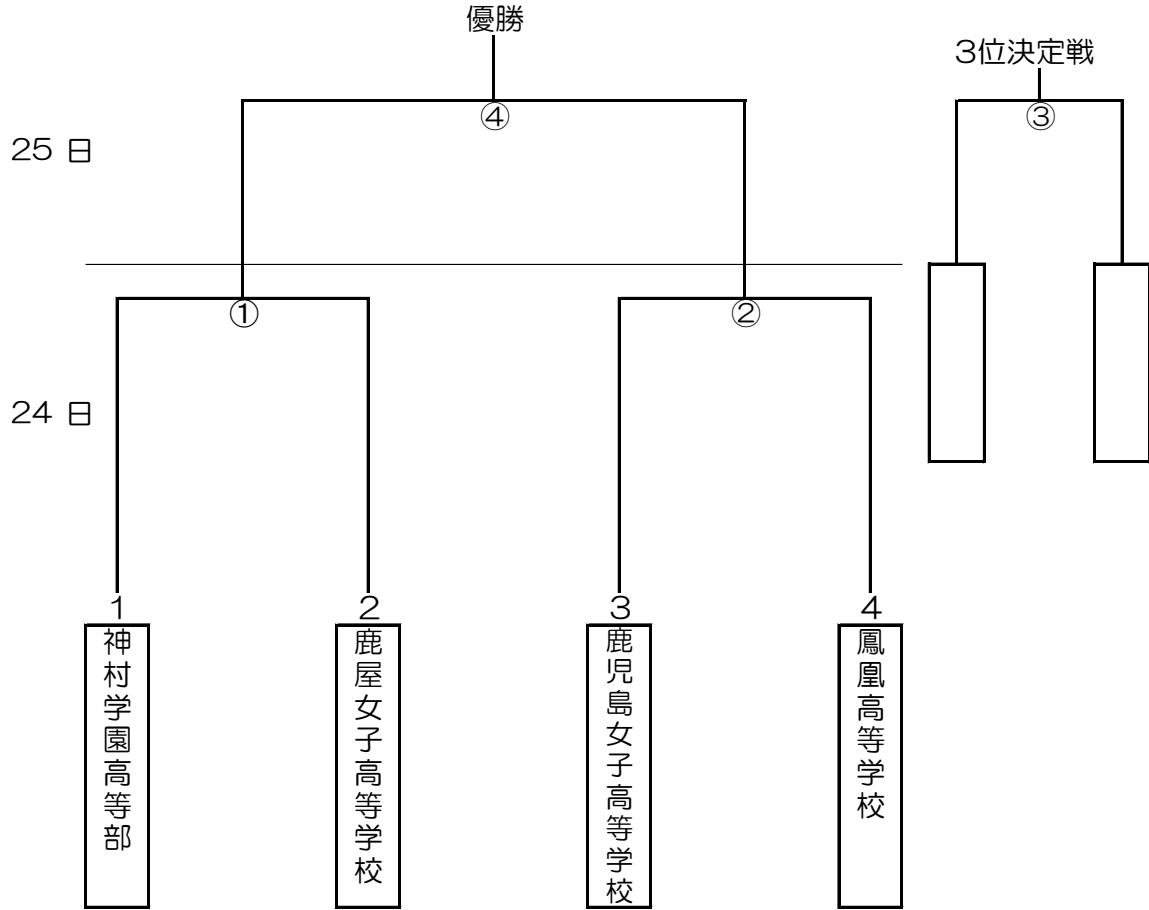 優勝
3位決定戦
④
③
25 日
①
②
24 日
1
2
3
4
神村学園高等部
鹿屋女子高等学校
鹿児島女子高等学校
鳳凰高等学校